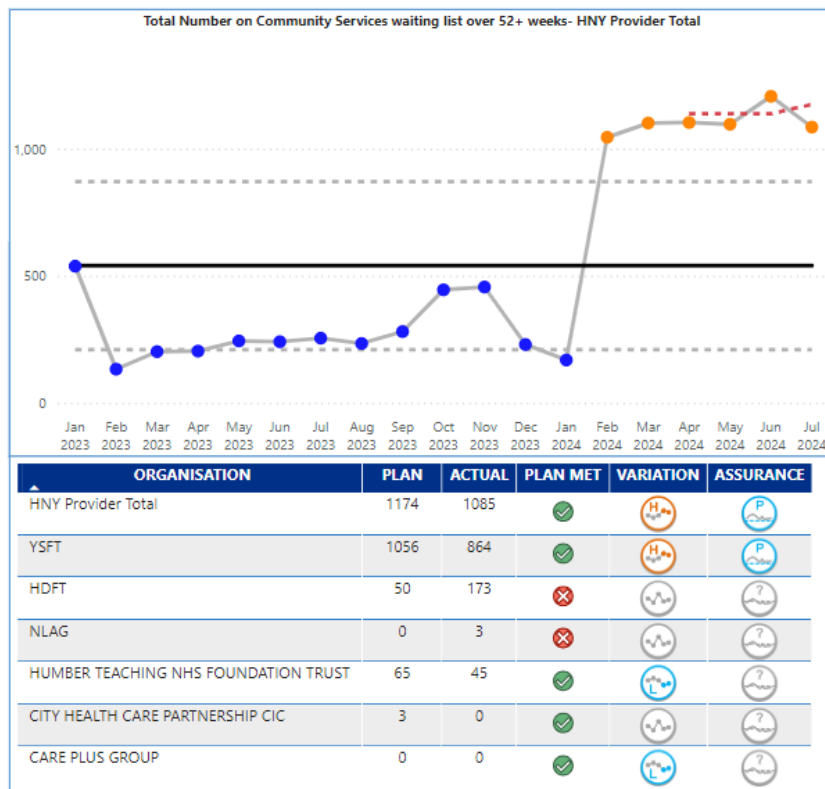 Total Number on Community Services waiting list over 52+ weeks- HNY Provider Total
1,000
500
0
Jan Feb Mar Apr May Jun Jul Aug Sep Oct Nov Dec Jan Feb Mar Apr May Jun Jul
2023 2023 2023 2023 2023 2023 2023 2023 2023 2023 2023 2023 2024 2024 2024 2024 2024 2024 2024
ORGANISATION PLAN ACTUAL PLAN MET VARIATION ASSURANCE
HNY Provider Total 1174 1085 H P
YSFT 1056 864 H P
HDFT 50 173 ?
NLAG 0 3 ?
HUMBER TEACHING NHS FOUNDATION TRUST 65 45 L ?
CITY HEALTH CARE PARTNERSHIP CIC 3 0 ?
CARE PLUS GROUP 0 0 L ?